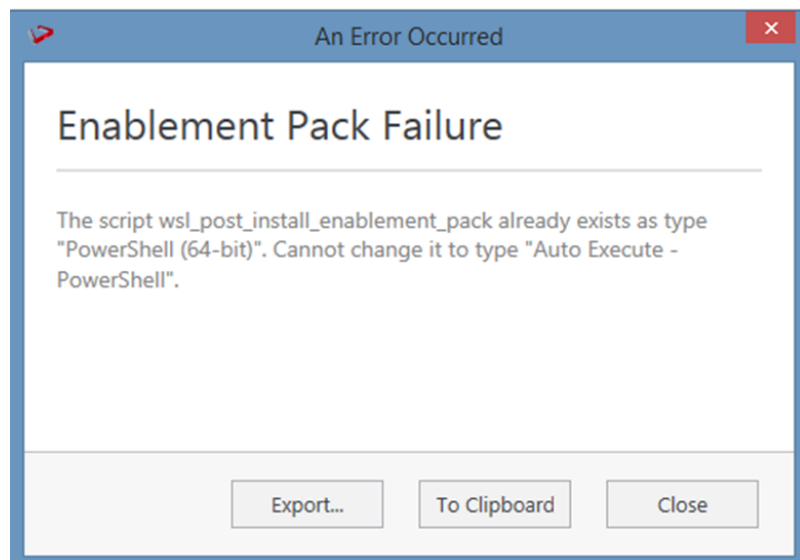 An Error Occurred
Enablement Pack Failure
The script wsl_post_install_enablement_pack already exists as type
"PowerShell (64-bit)". Cannot change it to type "Auto Execute -
PowerShell".
Export... To Clipboard Close